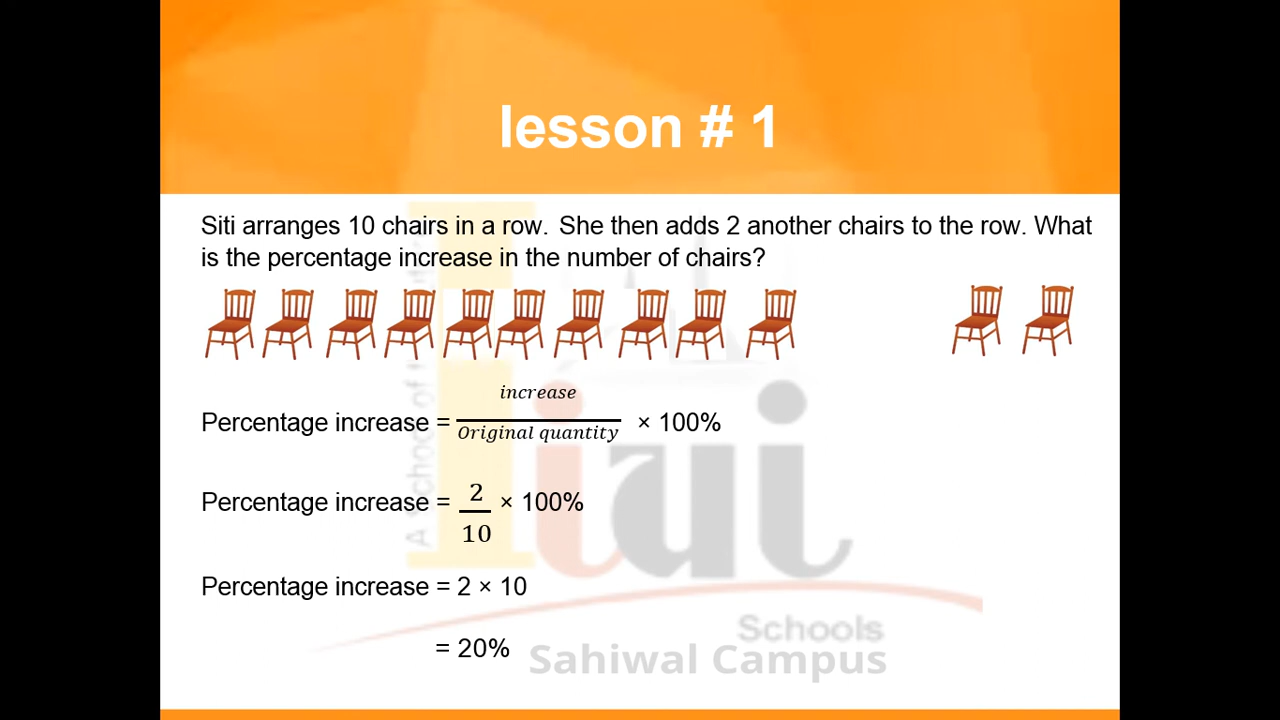 lesson # 1
Siti arranges 10 chairs in a row. She then adds 2 another chairs to the row. What
is the percentage increase in the number of chairs?
Percentage increase = increase / Original quantity × 100%
Percentage increase = 2 / 10 × 100%
Percentage increase = 2 × 10
= 20%
Schools
Sahiwal Campus